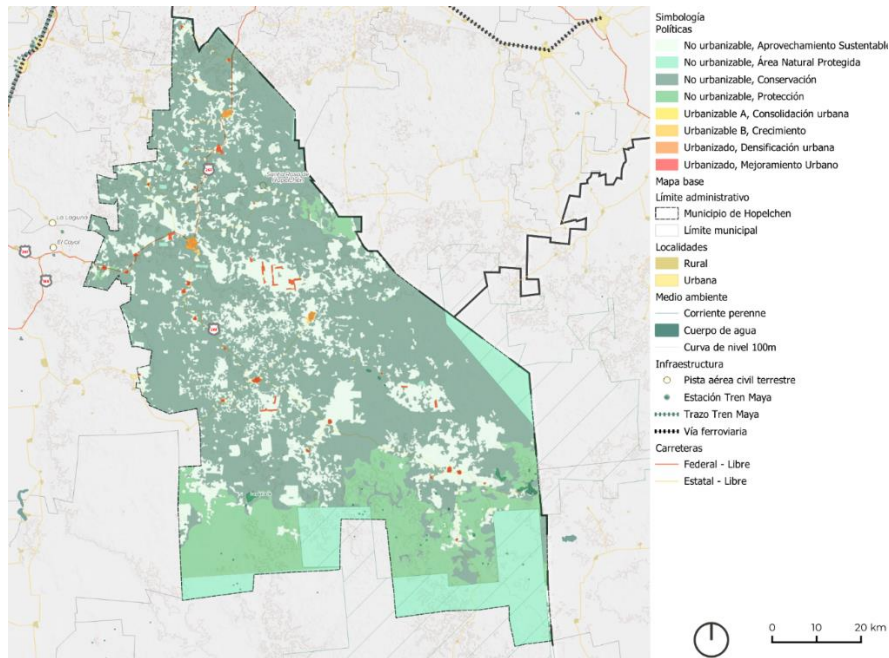 Simbología
Políticas
No urbanizable, Aprovechamiento Sustentable
No urbanizable, Área Natural Protegida
No urbanizable, Conservación
No urbanizable, Protección
Urbanizable A, Consolidación urbana
Urbanizable B, Crecimiento
Urbanizado, Densificación urbana
Urbanizado, Mejoramiento Urbano
Mapa base
Límite administrativo
Municipio de Hopelchen
Límite municipal
Localidades
Rural
Urbana
Medio ambiente
Corriente perenne
Cuerpo de agua
Curva de nivel 100m
Infraestructura
Pista aérea civil terrestre
Estación Tren Maya
Trazo Tren Maya
Vía ferroviaria
Carreteras
Federal - Libre
Estatal - Libre
La Laguna
El Cayal
0 10 20 km